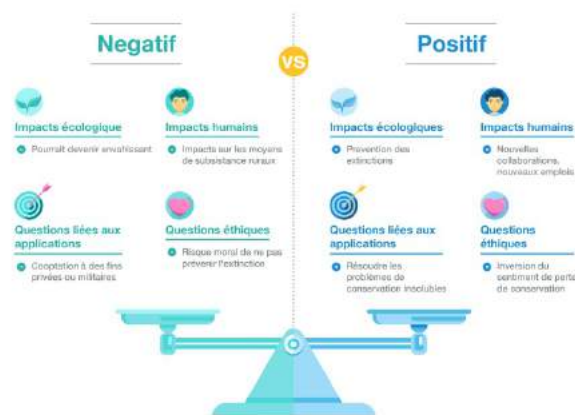 Negatif
VS
Positif
Impacts écologique
Pourrait devenir envahissant
Impacts humains
Impacts sur les moyens
de subsistance ruraux
Questions liées aux
applications
Cooptation à des fins
privées ou militaires
Questions éthiques
Risque moral de ne pas
prévenir l'extinction
Impacts écologiques
Prevention des
extinctions
Impacts humains
Nouvelles
collaborations,
nouveaux emplois
Questions liées aux
applications
Résoudre les
problèmes de
conservation insolubles
Questions
éthiques
Inversion du
sentiment de perte
de conservation